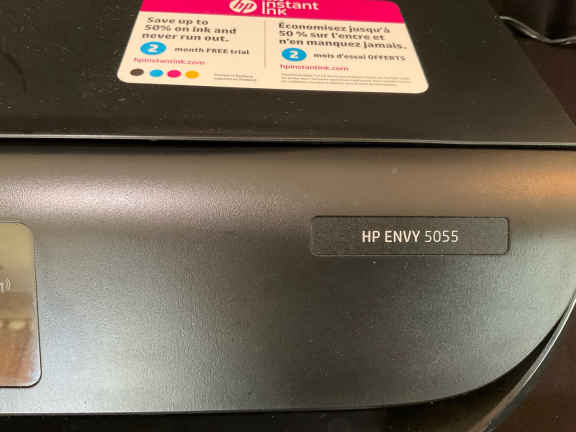 hp instant
ink
Save up to
50% on ink and
never run out.
2 month FREE trial
hpinstantink.com
Économisez jusqu'à
50 % sur l'encre et
n'en manquez jamais.
2 mois d'essai OFFERTS
hpinstantink.com
HP ENVY 5055